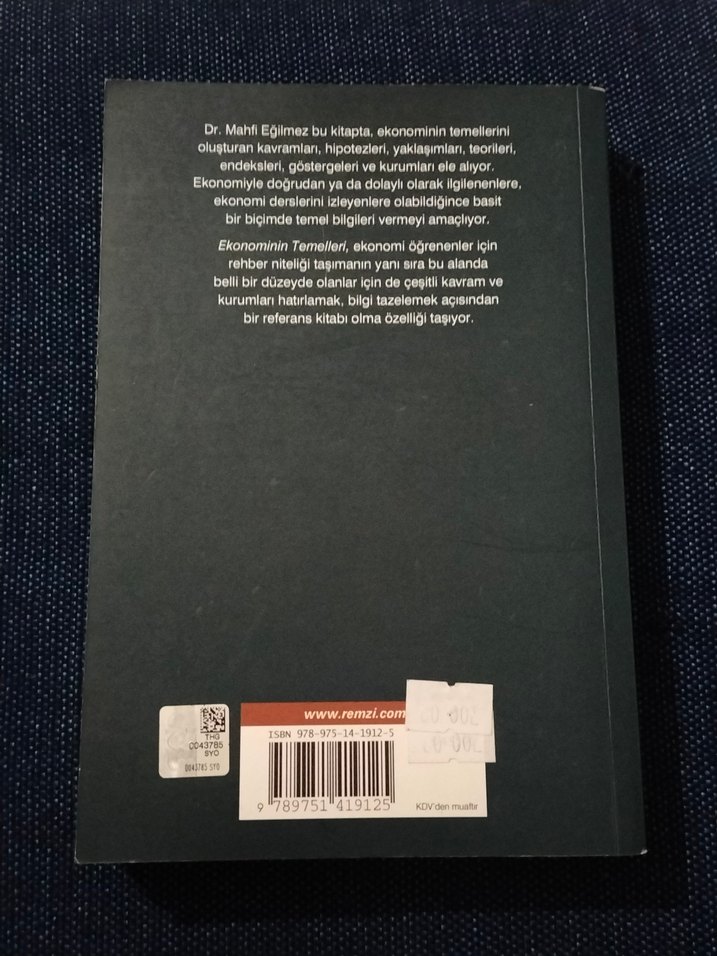 Dr. Mahfi Eğilmez bu kitapta, ekonominin temellerini
oluşturan kavramları, hipotezleri, yaklaşımları, teorileri,
endeksleri, göstergeleri ve kurumları ele alıyor.
Ekonomiyle doğrudan ya da dolaylı olarak ilgilenenlere,
ekonomi derslerini izleyenlere olabildiğince basit
bir biçimde temel bilgileri vermeyi amaçlıyor.
Ekonominin Temelleri, ekonomi öğrenenler için
rehber niteliği taşımanın yanı sıra bu alanda
belli bir düzeyde olanlar için de çeşitli kavram ve
kurumları hatırlamak, bilgi tazelemek açısından
bir referans kitabı olma özelliği taşıyor.
www.remzi.com
ISBN 978-975-14-1912-5
9 789751 419125
KDV'den muaftır
THG
0043785
SYO
0043785 SYO